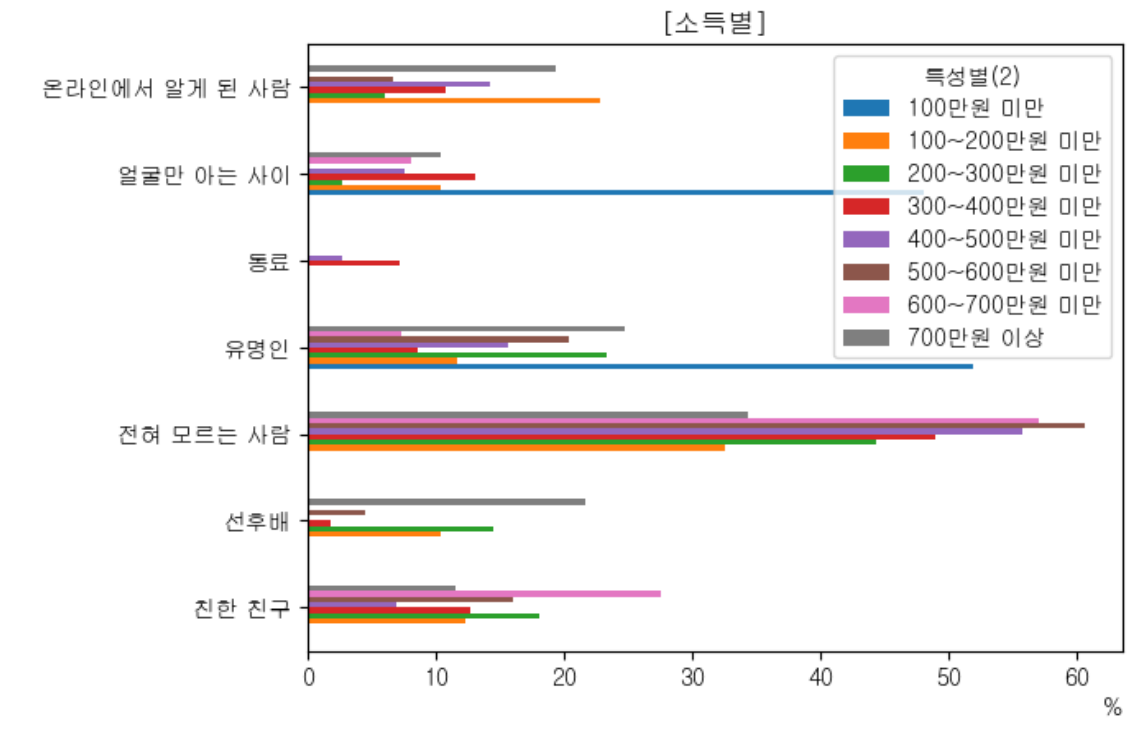 [소득별]
온라인에서 알게 된 사람
얼굴만 아는 사이
동료
유명인
전혀 모르는 사람
선후배
친한 친구
특성별(2)
100만원 미만
100~200만원 미만
200~300만원 미만
300~400만원 미만
400~500만원 미만
500~600만원 미만
600~700만원 미만
700만원 이상
0 10 20 30 40 50 60
%